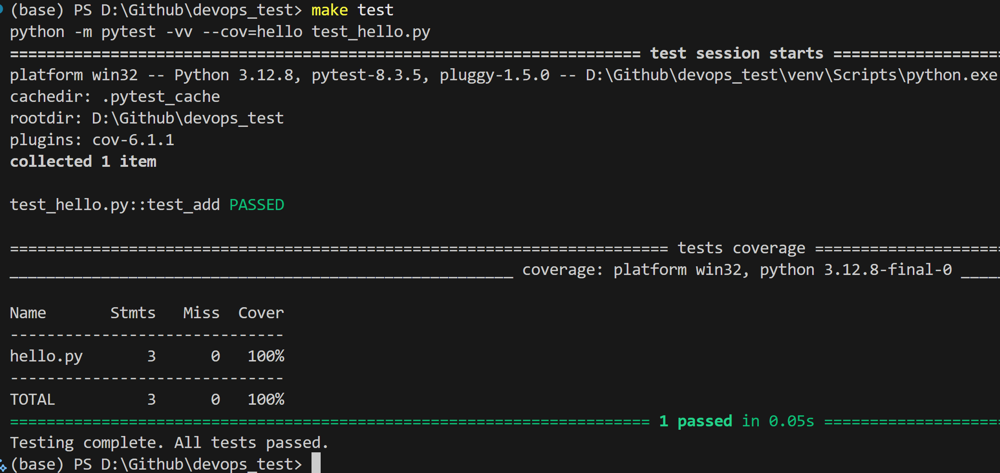 (base) PS D:\Github\devops_test> make test
python -m pytest -vv --cov=hello test_hello.py
===================================================================== test session starts ==================
platform win32 -- Python 3.12.8, pytest-8.3.5, pluggy-1.5.0 -- D:\Github\devops_test\venv\Scripts\python.exe
cachedir: .pytest_cache
rootdir: D:\Github\devops_test
plugins: cov-6.1.1
collected 1 item
test_hello.py::test_add PASSED
======================================================================== tests coverage ====================
_______________________________________________________ coverage: platform win32, python 3.12.8-final-0 _____
Name       Stmts   Miss  Cover
------------------------------
hello.py       3      0   100%
------------------------------
TOTAL          3      0   100%
====================================================================== 1 passed in 0.05s ===================
Testing complete. All tests passed.
(base) PS D:\Github\devops_test>